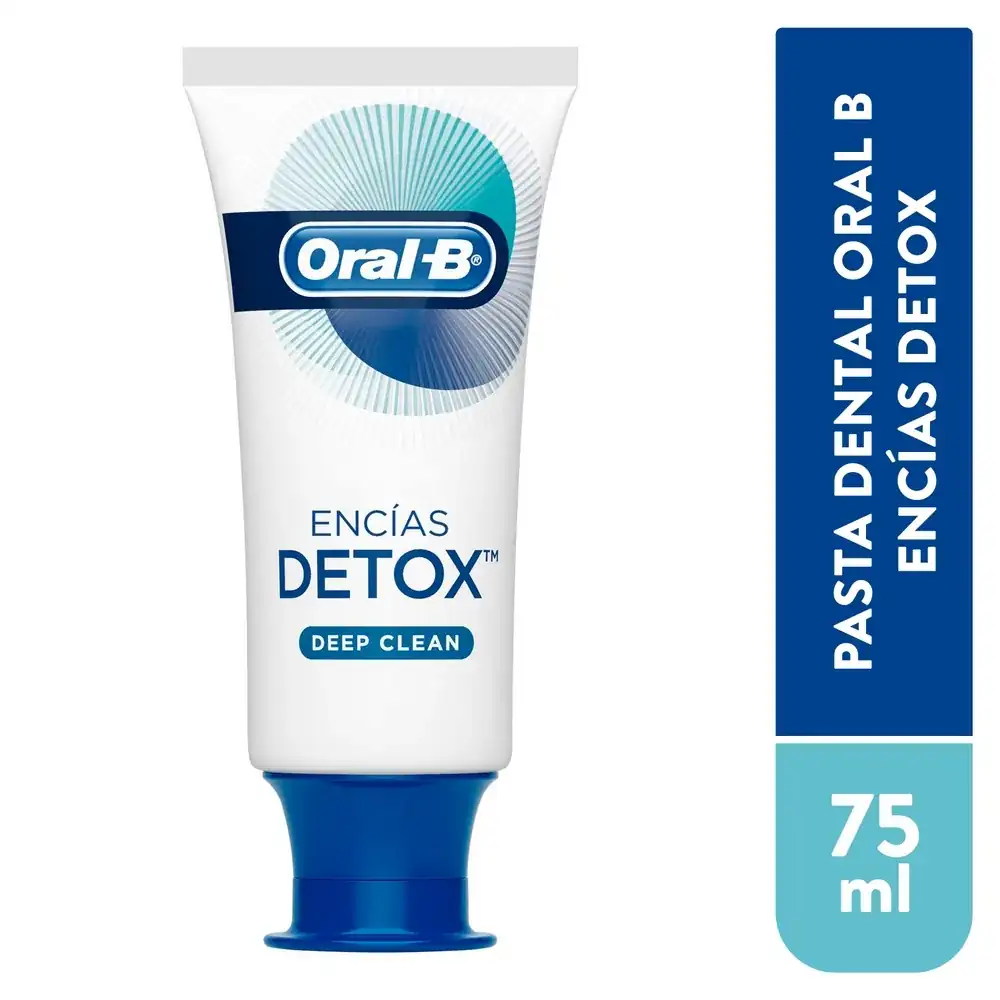 Oral-B®
ENCÍAS
DETOX™
DEEP CLEAN
PASTA DENTAL ORAL B
ENCÍAS DETOX
75
ml